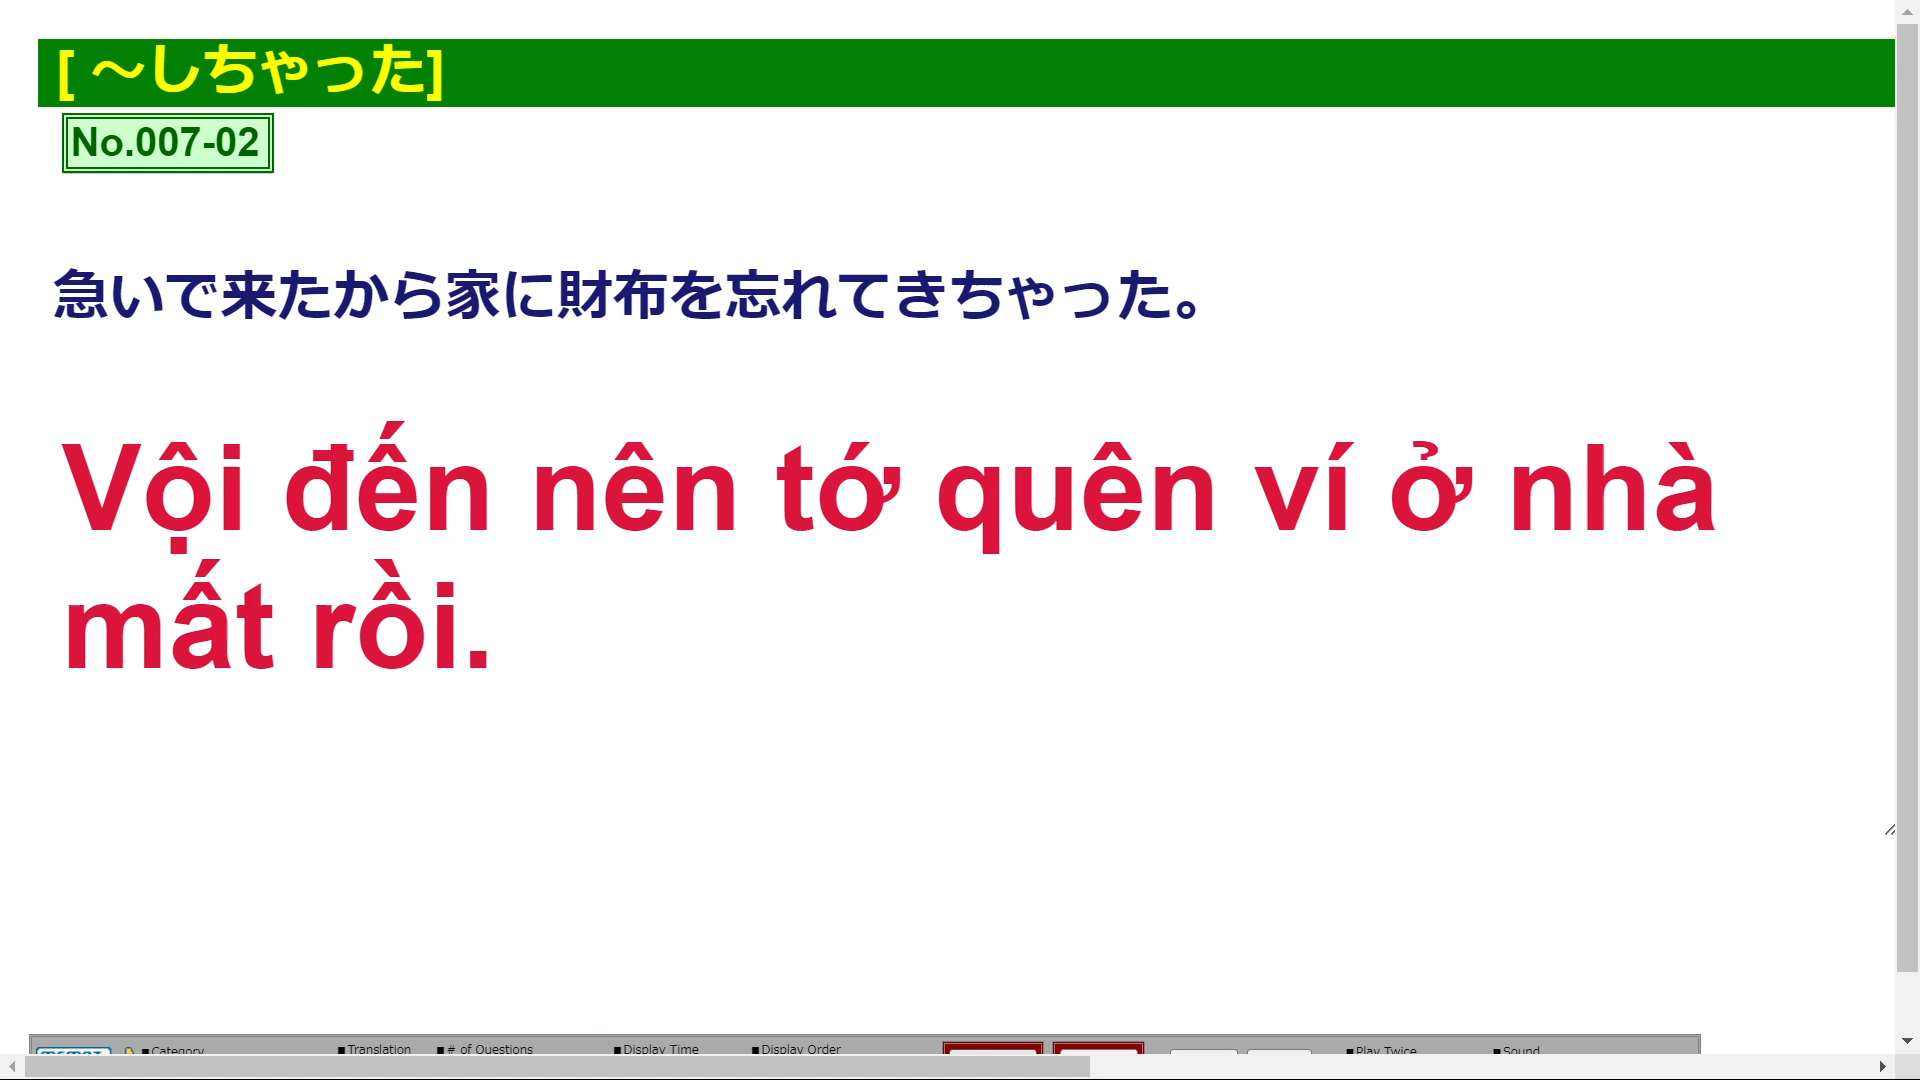 [ ～しちゃった]
No.007-02
急いで来たから家に財布を忘れてきちゃった。
Vội đến nên tớ quên ví ở nhà
mất rồi.
■Category ■Translation ■# of Questions ■Display Time ■Display Order ■Play Twice ■Sound